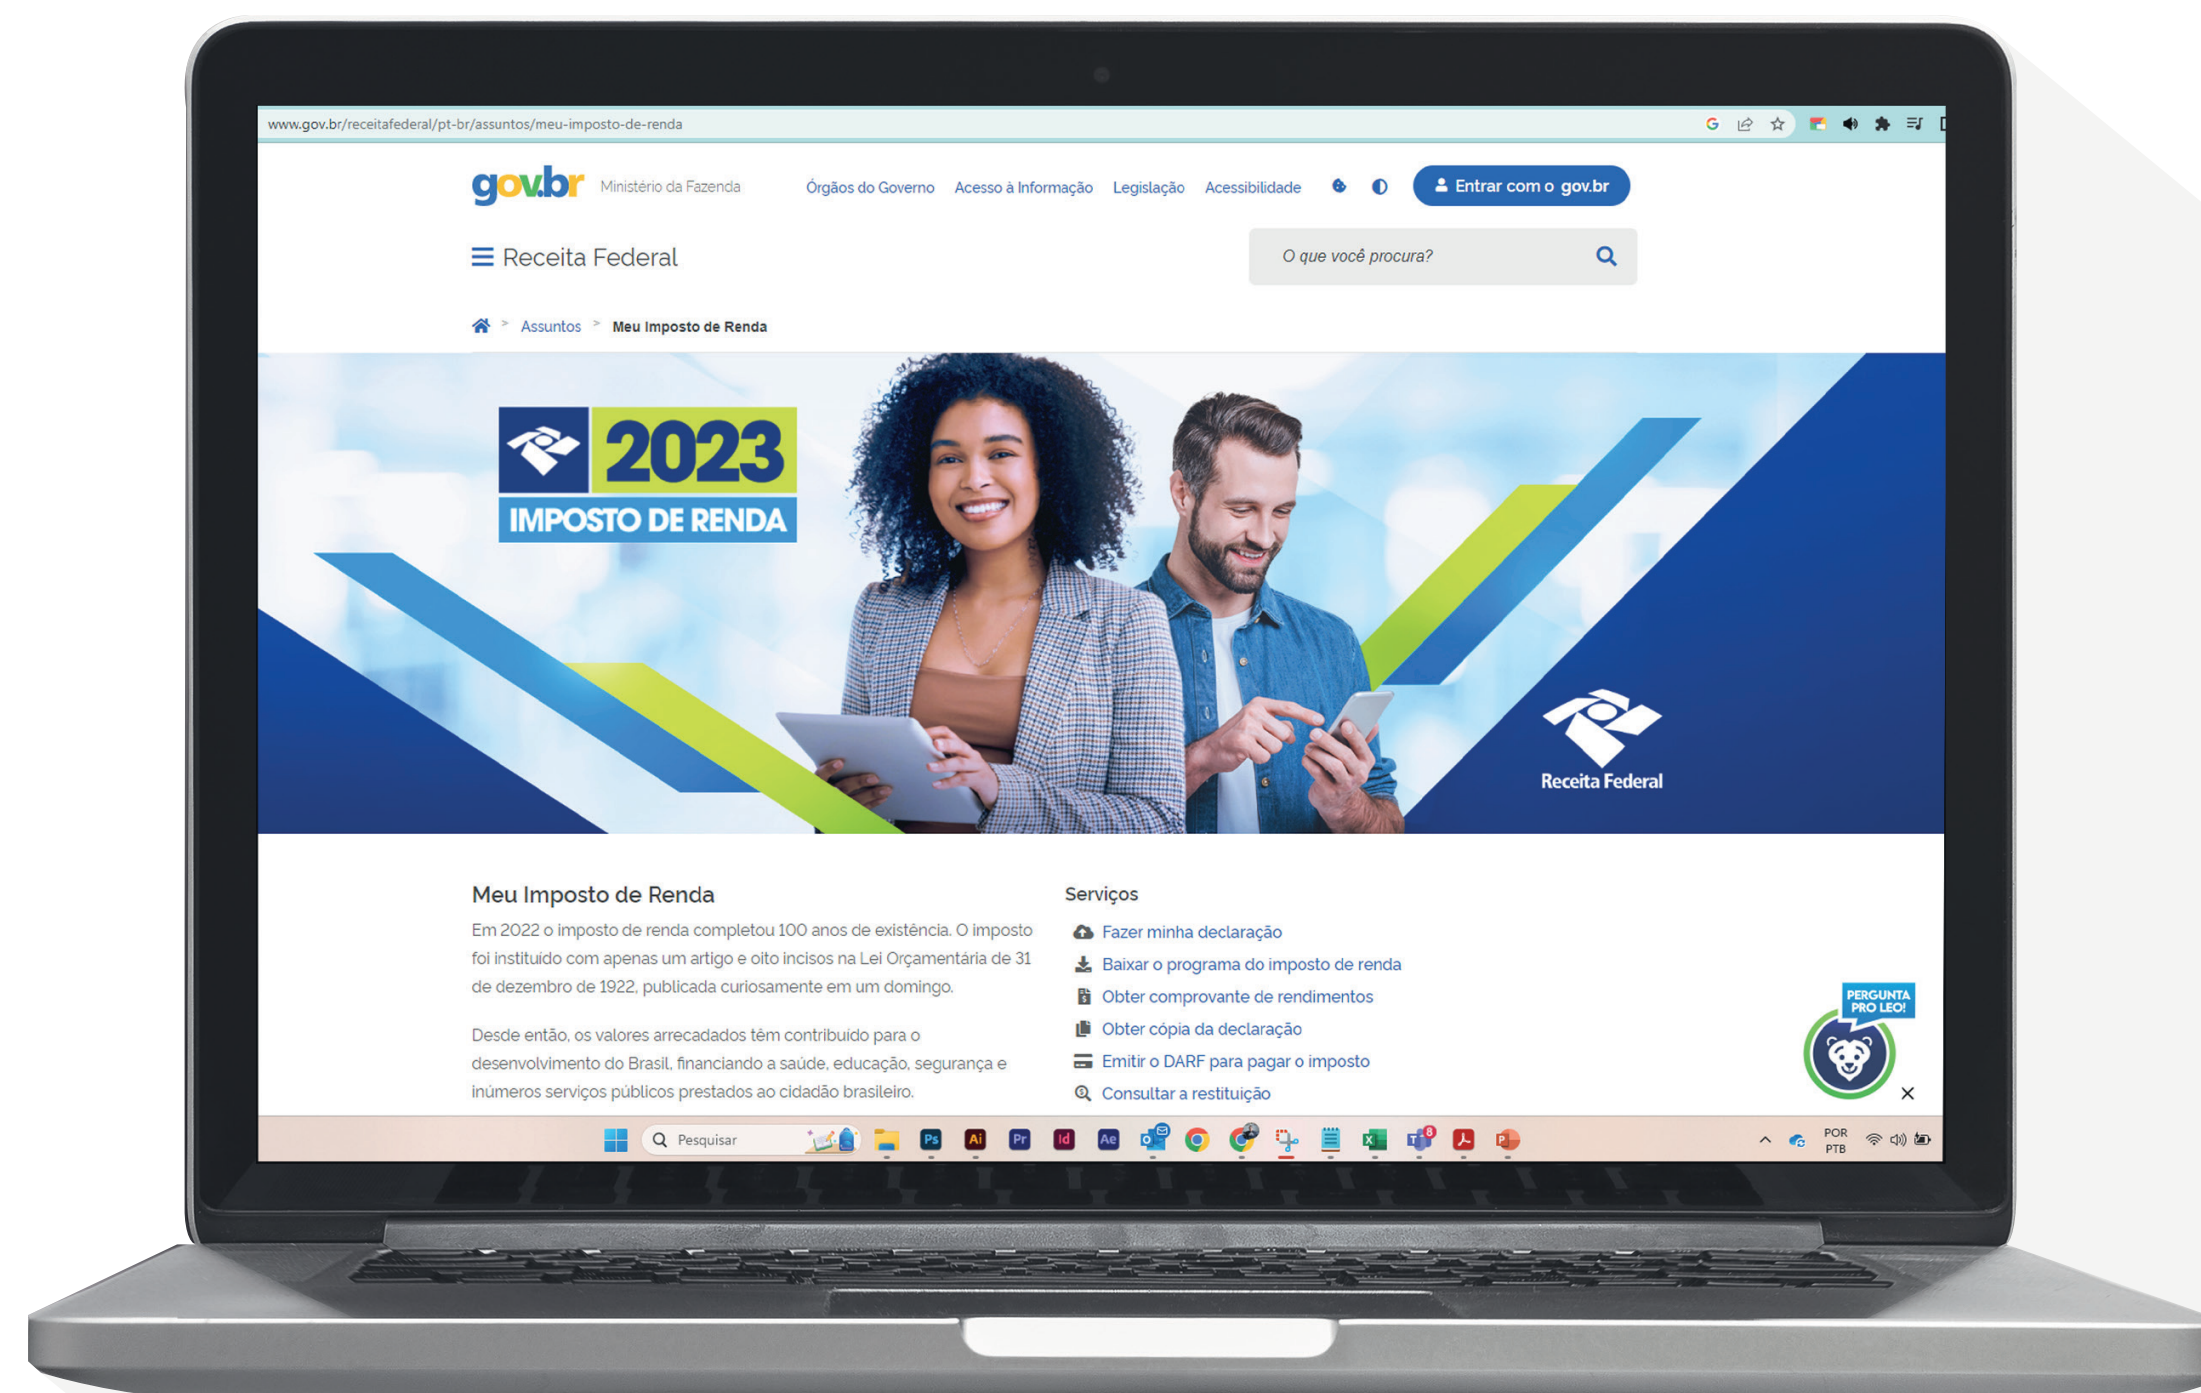 www.gov.br/receitafederal/pt-br/assuntos/meu-imposto-de-renda
gov.br Ministério da Fazenda Órgãos do Governo Acesso à Informação Legislação Acessibilidade Entrar com o gov.br
Receita Federal O que você procura?
> Assuntos > Meu Imposto de Renda
2023
IMPOSTO DE RENDA
Receita Federal
Meu Imposto de Renda
Em 2022 o imposto de renda completou 100 anos de existência. O imposto
foi instituído com apenas um artigo e oito incisos na Lei Orçamentária de 31
de dezembro de 1922, publicada curiosamente em um domingo.
Desde então, os valores arrecadados têm contribuído para o
desenvolvimento do Brasil, financiando a saúde, educação, segurança e
inúmeros serviços públicos prestados ao cidadão brasileiro.
Serviços
Fazer minha declaração
Baixar o programa do imposto de renda
Obter comprovante de rendimentos
Obter cópia da declaração
Emitir o DARF para pagar o imposto
Consultar a restituição
PERGUNTA
PRO LEO!
Pesquisar Ps Ai Pr Id Ae 8
POR
PTB